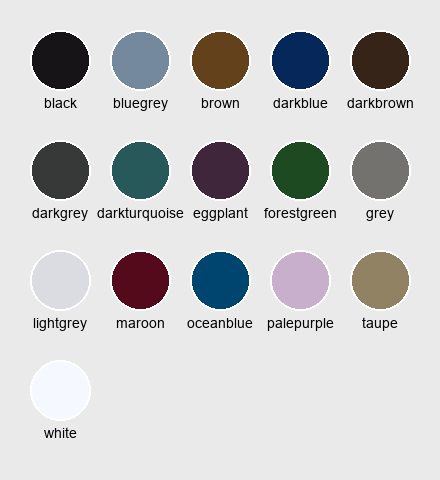 black bluegrey brown darkblue darkbrown
darkgrey darkturquoise eggplant forestgreen grey
lightgrey maroon oceanblue palepurple taupe
white